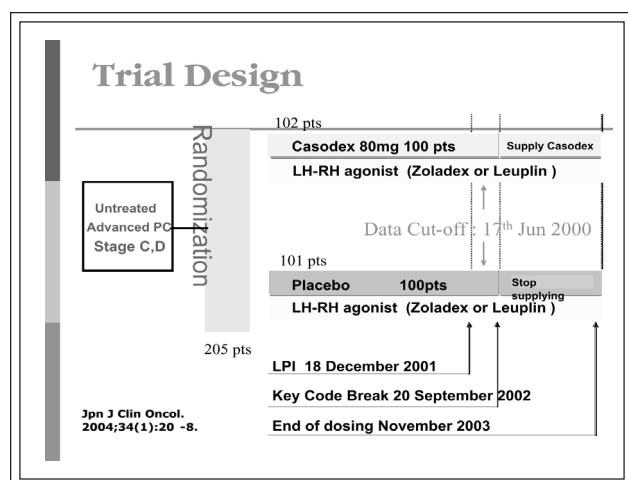 Trial Design
102 pts
Randomization
Casodex 80mg 100 pts
Supply Casodex
LH-RH agonist (Zoladex or Leuplin )
Untreated
Advanced PC
Stage C,D
Data Cut-off : 17th Jun 2000
101 pts
Placebo 100pts
Stop
supplying
LH-RH agonist (Zoladex or Leuplin )
205 pts
LPI 18 December 2001
Key Code Break 20 September 2002
Jpn J Clin Oncol.
2004;34(1):20 -8.
End of dosing November 2003